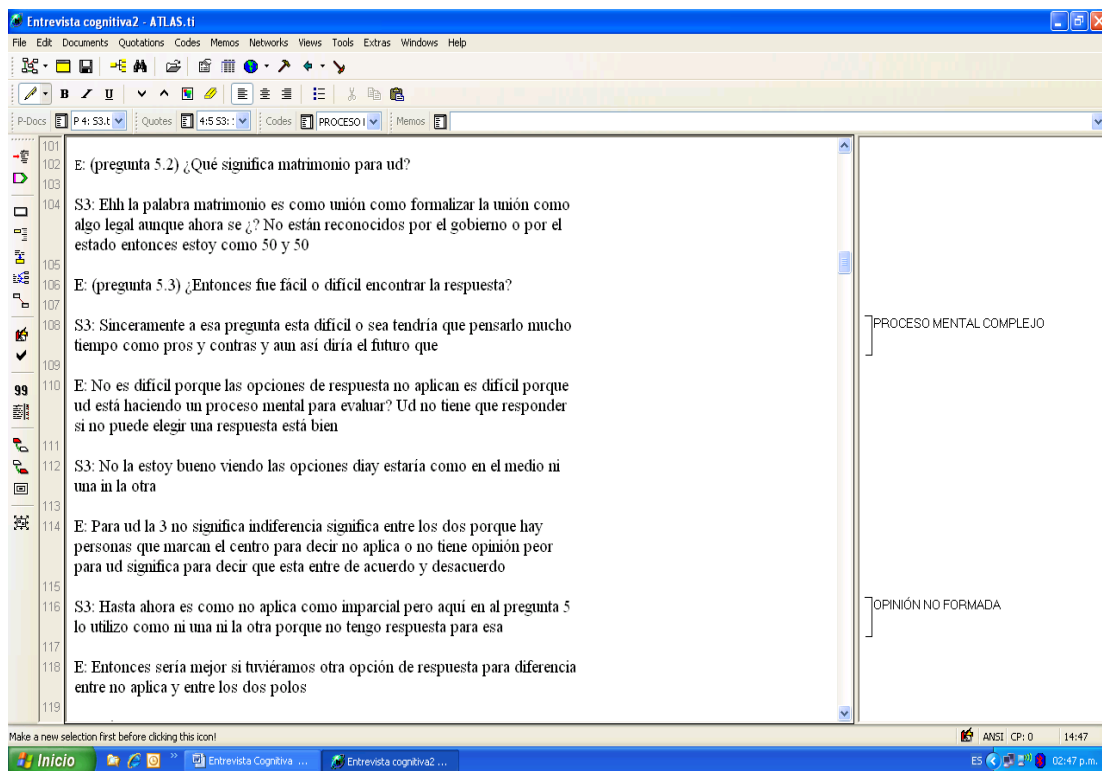 Entrevista cognitiva2 - ATLAS.ti
File Edit Documents Quotations Codes Memos Networks Views Tools Extras Windows Help
B I U
P-Docs P 4: S3.t Quotes 4:5 S3: : Codes PROCESO I Memos
101
102 E: (pregunta 5.2) ¿Qué significa matrimonio para ud?
103
104 S3: Ehh la palabra matrimonio es como unión como formalizar la unión como
algo legal aunque ahora se ¿? No están reconocidos por el gobierno o por el
estado entonces estoy como 50 y 50
105
106 E: (pregunta 5.3) ¿Entonces fue fácil o difícil encontrar la respuesta?
107
108 S3: Sinceramente a esa pregunta esta difícil o sea tendría que pensarlo mucho PROCESO MENTAL COMPLEJO
tiempo como pros y contras y aun así diría el futuro que
109
110 E: No es difícil porque las opciones de respuesta no aplican es difícil porque
99 ud está haciendo un proceso mental para evaluar? Ud no tiene que responder
si no puede elegir una respuesta está bien
111
112 S3: No la estoy bueno viendo las opciones diay estaría como en el medio ni
una in la otra
113
114 E: Para ud la 3 no significa indiferencia significa entre los dos porque hay
personas que marcan el centro para decir no aplica o no tiene opinión peor
para ud significa para decir que esta entre de acuerdo y desacuerdo
115
116 S3: Hasta ahora es como no aplica como imparcial pero aquí en al pregunta 5 OPINIÓN NO FORMADA
lo utilizo como ni una ni la otra porque no tengo respuesta para esa
117
118 E: Entonces sería mejor si tuviéramos otra opción de respuesta para diferencia
entre no aplica y entre los dos polos
119
Make a new selection first before clicking this icon! ANSI CP: 0 14:47
Inicio Entrevista Cognitiva ... Entrevista cognitiva2 ... ES 02:47 p.m.